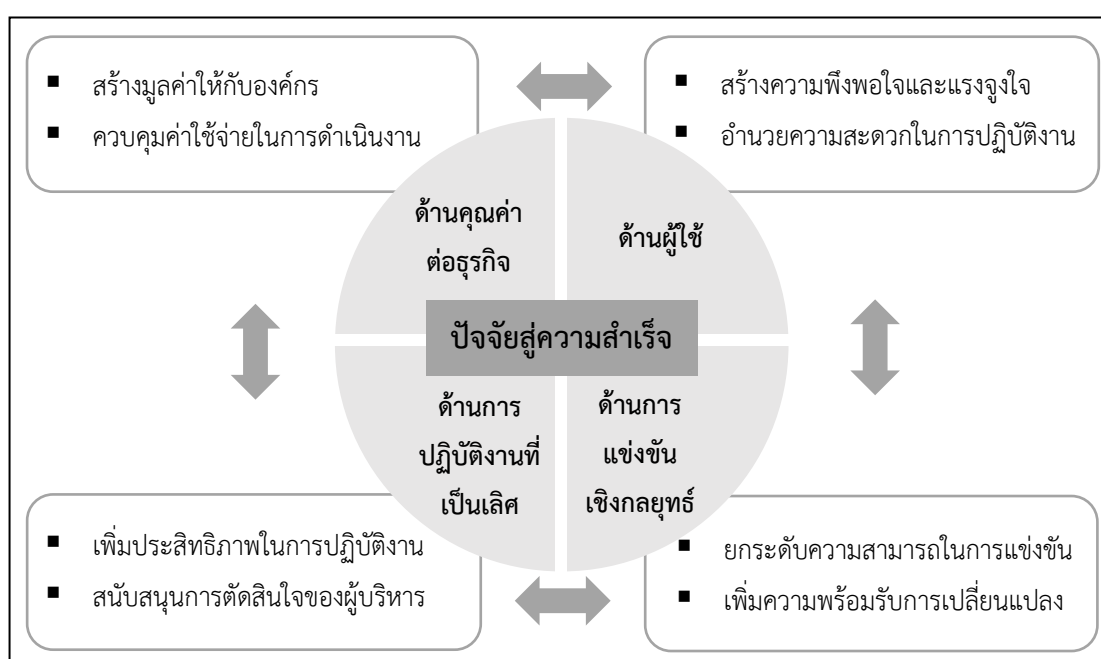 ■ สร้างมูลค่าให้กับองค์กร
■ ควบคุมค่าใช้จ่ายในการดำเนินงาน
■ สร้างความพึงพอใจและแรงจูงใจ
■ อำนวยความสะดวกในการปฏิบัติงาน
ด้านคุณค่า
ต่อธุรกิจ
ด้านผู้ใช้
ปัจจัยสู่ความสำเร็จ
ด้านการ
ปฏิบัติงานที่
เป็นเลิศ
ด้านการ
แข่งขัน
เชิงกลยุทธ์
■ เพิ่มประสิทธิภาพในการปฏิบัติงาน
■ สนับสนุนการตัดสินใจของผู้บริหาร
■ ยกระดับความสามารถในการแข่งขัน
■ เพิ่มความพร้อมรับการเปลี่ยนแปลง